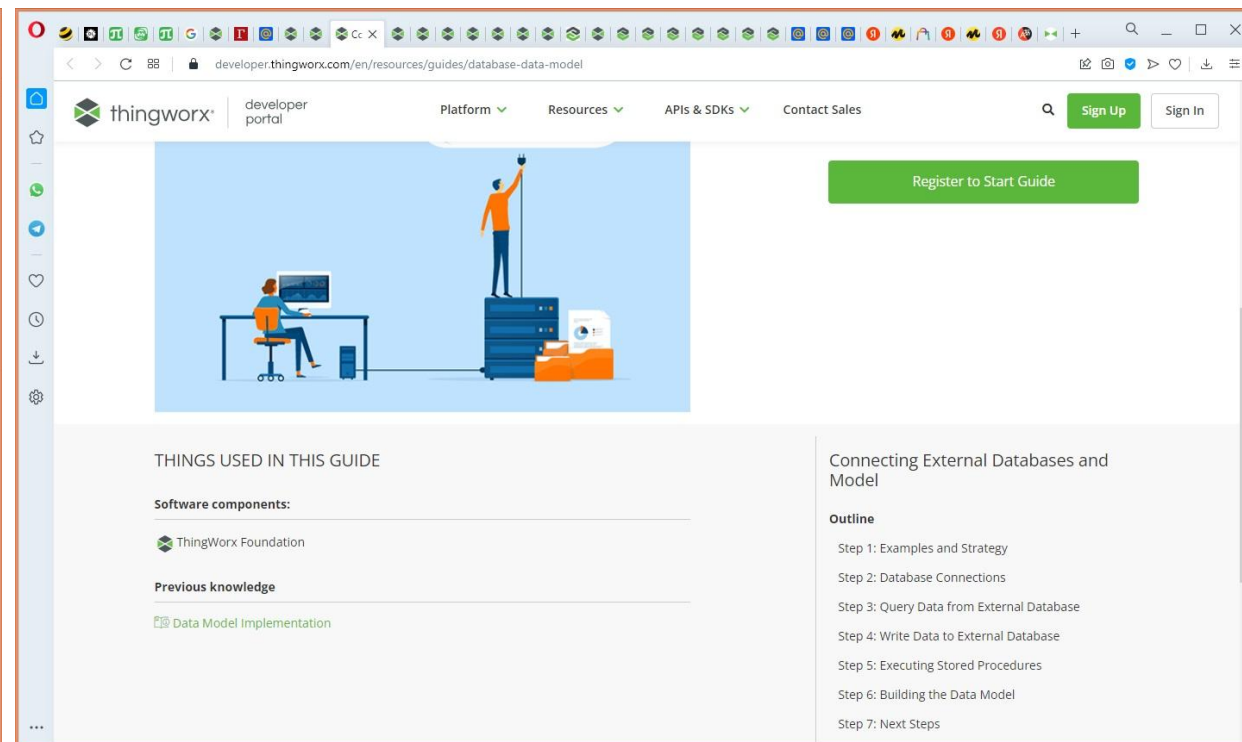 Cc
developer.thingworx.com/en/resources/guides/database-data-model
thingworx
developer
portal
Platform
Resources
APIs & SDKs
Contact Sales
Sign Up
Sign In
Register to Start Guide
THINGS USED IN THIS GUIDE
Software components:
ThingWorx Foundation
Previous knowledge
Data Model Implementation
Connecting External Databases and
Model
Outline
Step 1: Examples and Strategy
Step 2: Database Connections
Step 3: Query Data from External Database
Step 4: Write Data to External Database
Step 5: Executing Stored Procedures
Step 6: Building the Data Model
Step 7: Next Steps